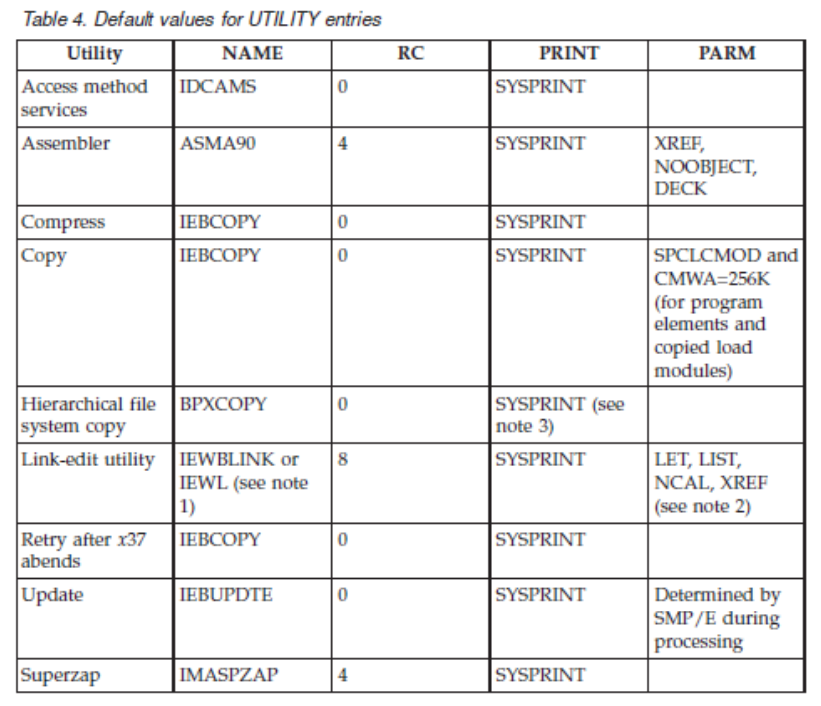 Table 4. Default values for UTILITY entries
Utility NAME RC PRINT PARM
Access method services IDCAMS 0 SYSPRINT
Assembler ASMA90 4 SYSPRINT XREF, NOOBJECT, DECK
Compress IEBCOPY 0 SYSPRINT
Copy IEBCOPY 0 SYSPRINT SPCLCMOD and CMWA=256K (for program elements and copied load modules)
Hierarchical file system copy BPXCOPY 0 SYSPRINT (see note 3)
Link-edit utility IEWBLINK or IEWL (see note 1) 8 SYSPRINT LET, LIST, NCAL, XREF (see note 2)
Retry after x37 abends IEBCOPY 0 SYSPRINT
Update IEBUPDTE 0 SYSPRINT Determined by SMP/E during processing
Superzap IMASPZAP 4 SYSPRINT